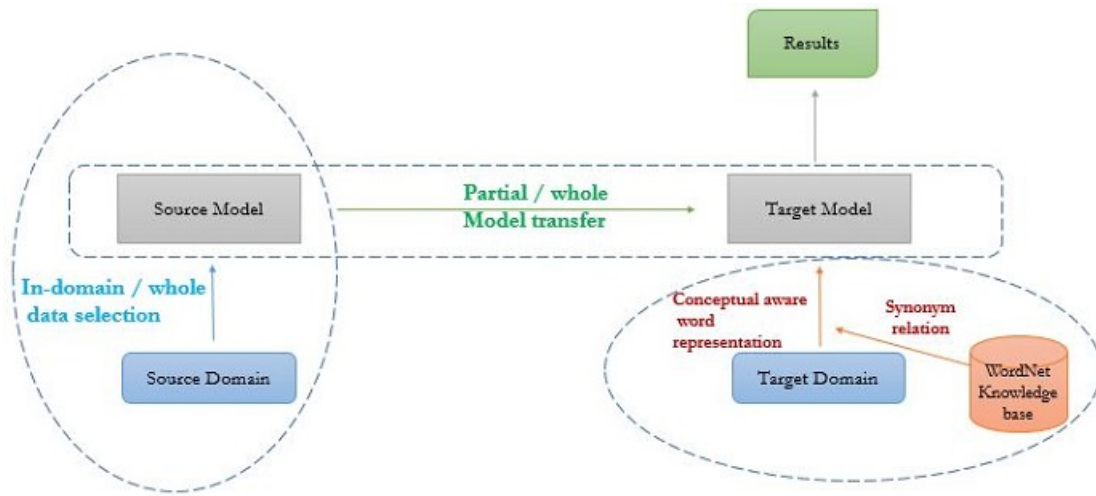 Results
Source Model
Partial / whole
Model transfer
Target Model
In-domain / whole
data selection
Conceptual aware
word
representation
Synonym
relation
Source Domain
Target Domain
WordNet
Knowledge
base